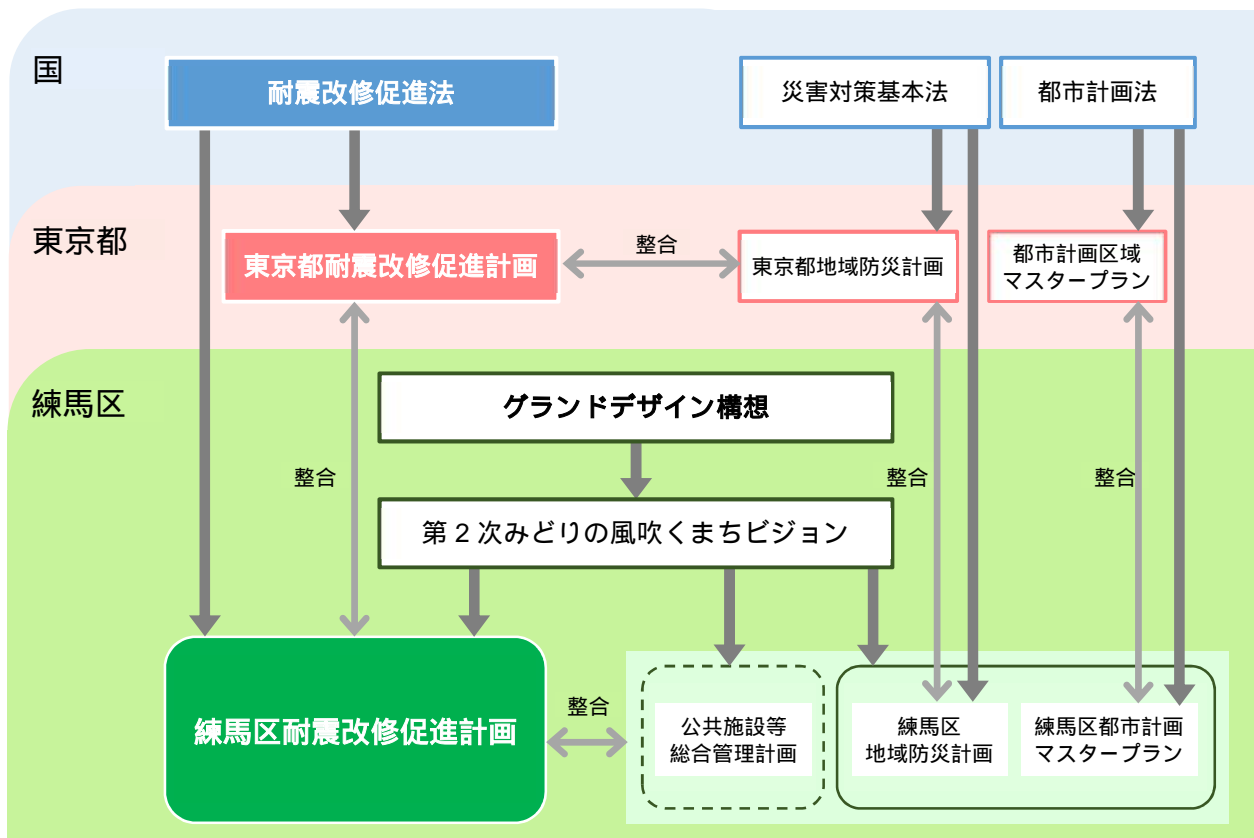 国
耐震改修促進法
災害対策基本法
都市計画法
東京都
東京都耐震改修促進計画
整合
東京都地域防災計画
都市計画区域
マスタープラン
練馬区
グランドデザイン構想
整合
整合
整合
第２次みどりの風吹くまちビジョン
練馬区耐震改修促進計画
整合
公共施設等
総合管理計画
練馬区
地域防災計画
練馬区都市計画
マスタープラン